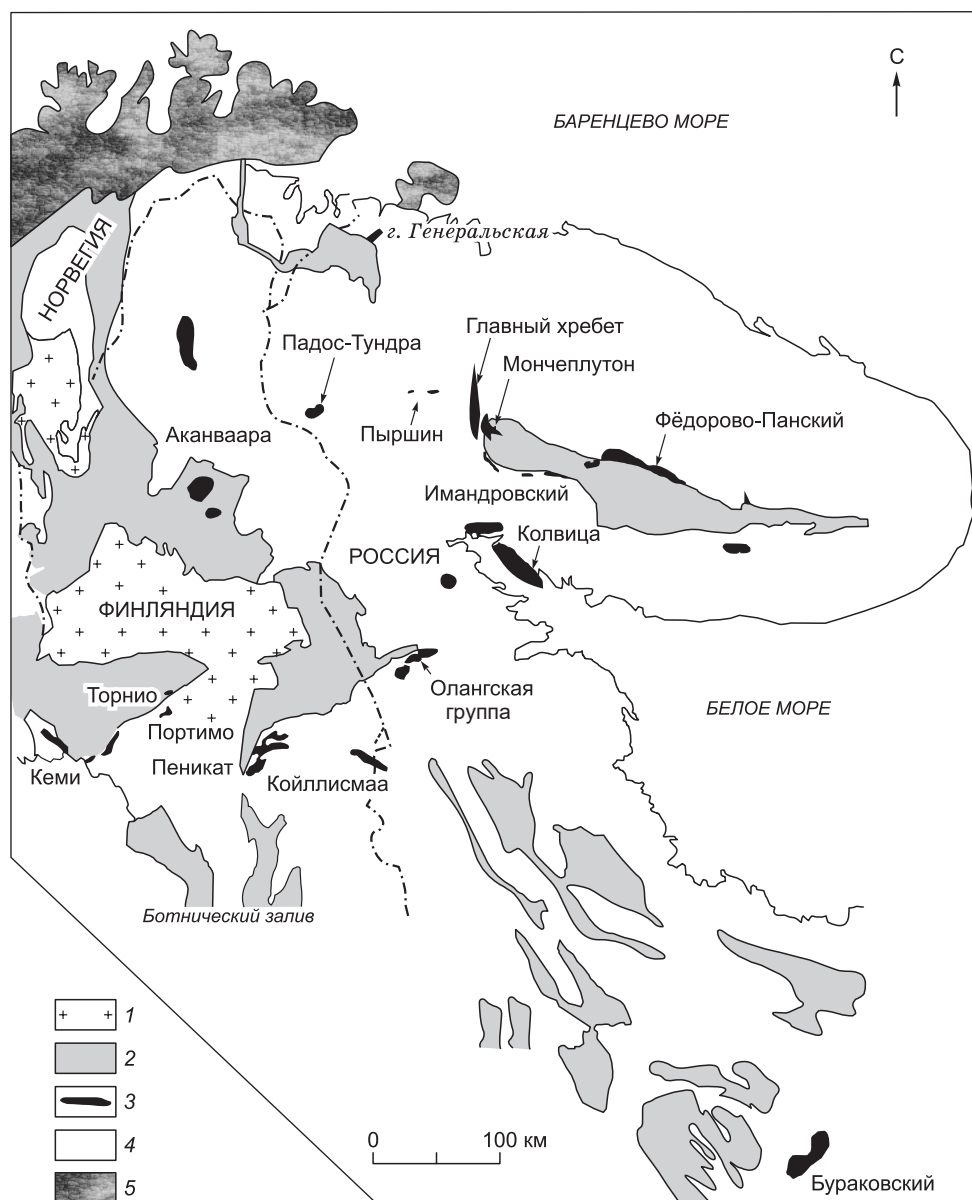 С
БАРЕНЦЕВО МОРЕ
г. Генеральская
НОРВЕГИЯ
Главный хребет
Падос-Тундра
Мончеплутон
Пыршин
Фёдорово-Панский
Аканваара
Имандровский
Колвица
РОССИЯ
ФИНЛЯНДИЯ
Олангская
группа
Торнио
БЕЛОЕ МОРЕ
Портимо
Пеникат
Кеми
Койллисмаа
Ботнический залив
1
2
3
4
5
0
100 км
Бураковский